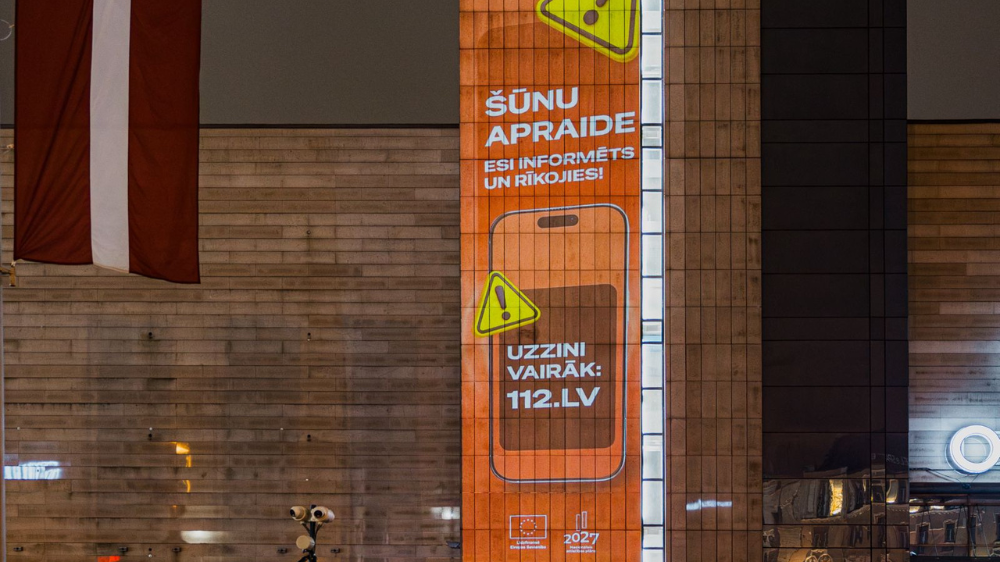 ŠŪNU
APRAIDE
ESI INFORMĒTS
UN RĪKOJIES!
UZZINI
VAIRĀK:
112.LV
2027